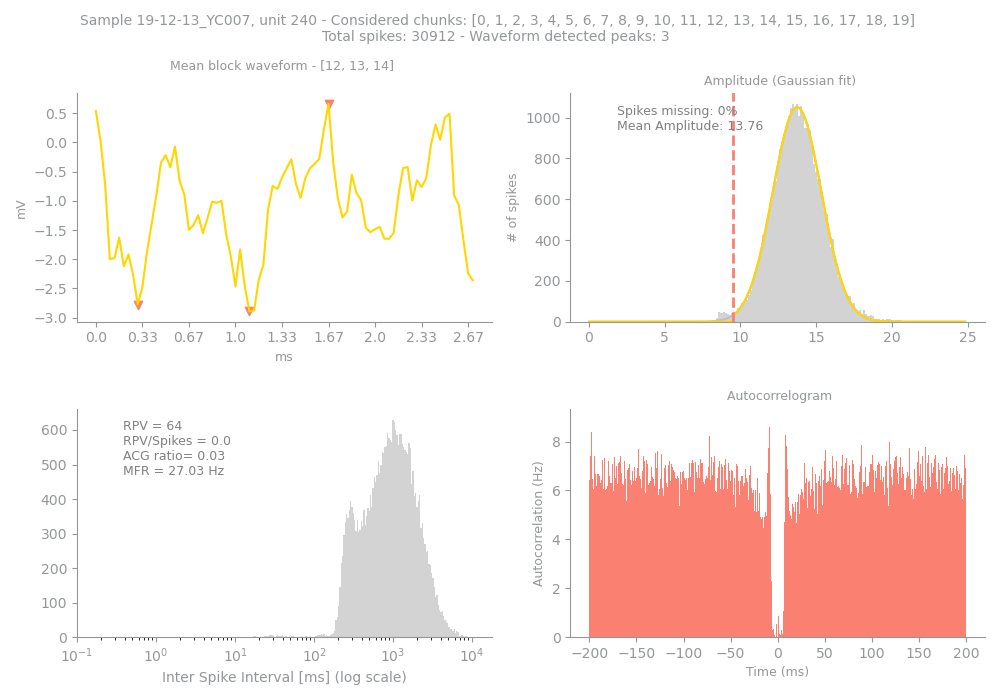 Sample 19-12-13_YC007, unit 240 - Considered chunks: [0, 1, 2, 3, 4, 5, 6, 7, 8, 9, 10, 11, 12, 13, 14, 15, 16, 17, 18, 19]
Total spikes: 30912 - Waveform detected peaks: 3
Mean block waveform - [12, 13, 14]
0.5
0.0
−0.5
−1.0
−1.5
−2.0
−2.5
−3.0
mV
0.0 0.33 0.67 1.0 1.33 1.67 2.0 2.33 2.67
ms
Amplitude (Gaussian fit)
Spikes missing: 0%
Mean Amplitude: 13.76
1000
800
600
400
200
0
# of spikes
0 5 10 15 20 25
RPV = 64
RPV/Spikes = 0.0
ACG ratio= 0.03
MFR = 27.03 Hz
600
500
400
300
200
100
0
10⁻¹ 10⁰ 10¹ 10² 10³ 10⁴
Inter Spike Interval [ms] (log scale)
Autocorrelogram
8
6
4
2
0
Autocorrelation (Hz)
−200 −150 −100 −50 0 50 100 150 200
Time (ms)